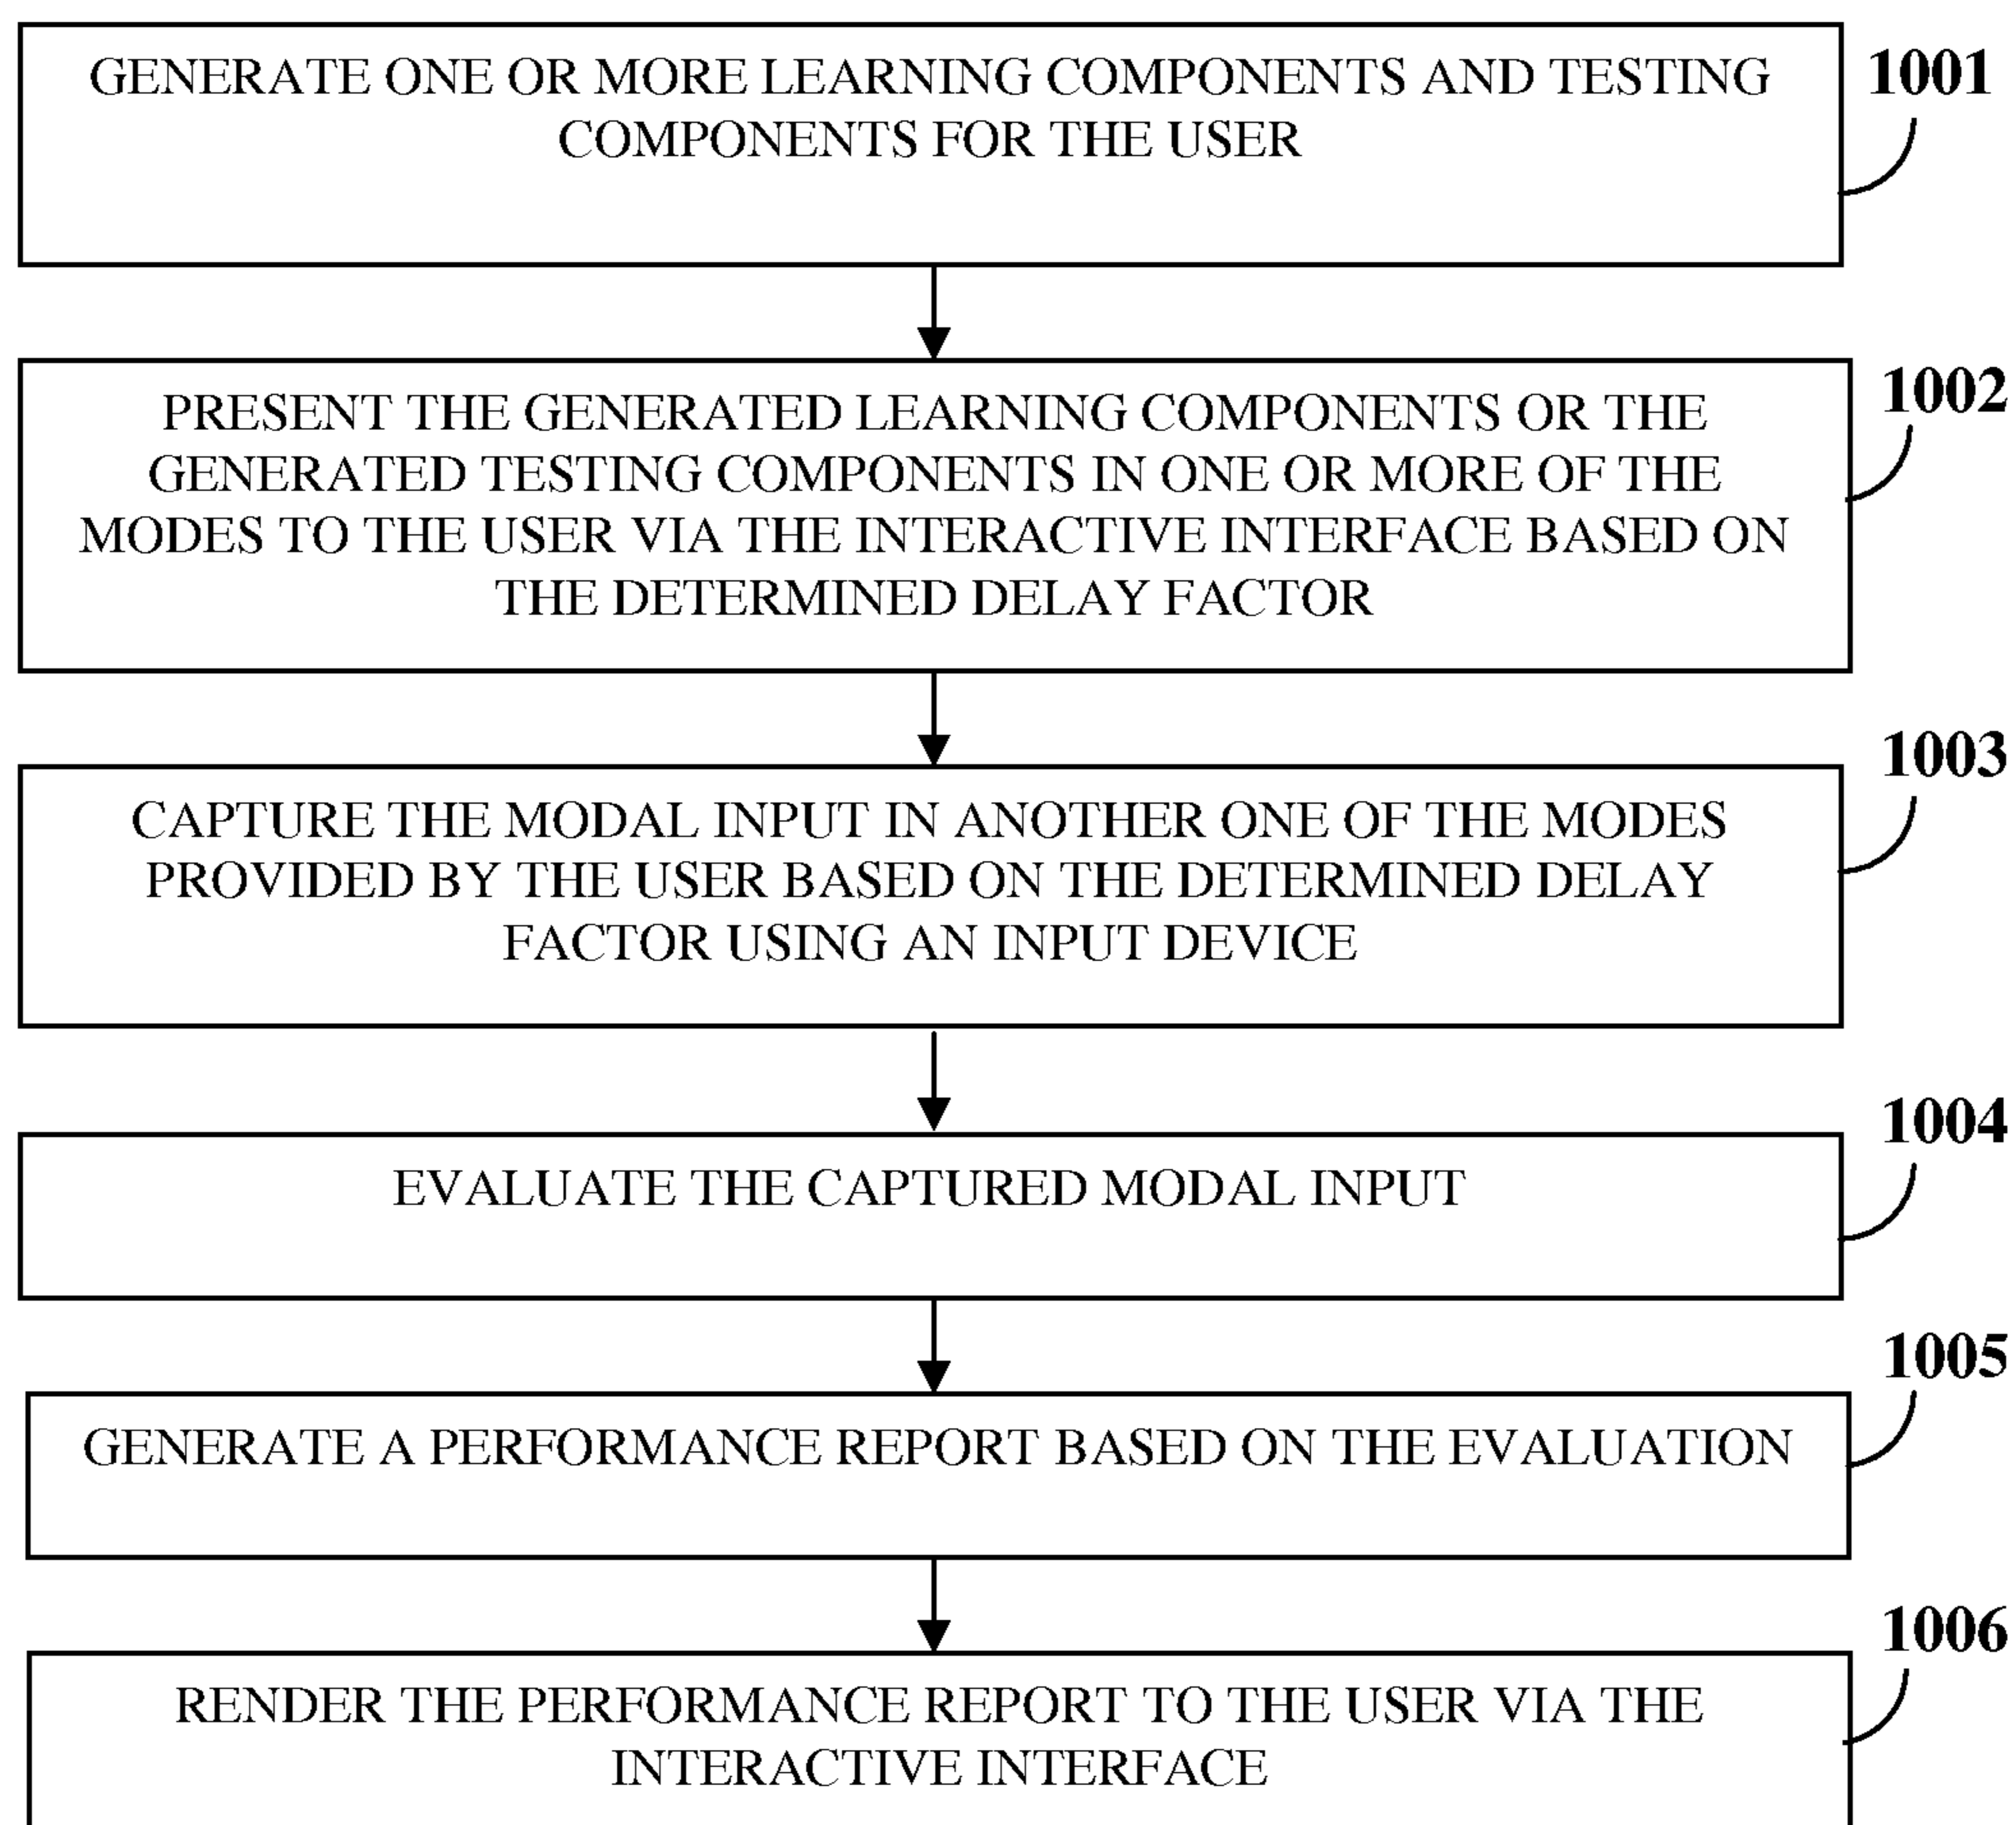 GENERATE ONE OR MORE LEARNING COMPONENTS AND TESTING
COMPONENTS FOR THE USER
1001
PRESENT THE GENERATED LEARNING COMPONENTS OR THE
GENERATED TESTING COMPONENTS IN ONE OR MORE OF THE
MODES TO THE USER VIA THE INTERACTIVE INTERFACE BASED ON
THE DETERMINED DELAY FACTOR
1002
CAPTURE THE MODAL INPUT IN ANOTHER ONE OF THE MODES
PROVIDED BY THE USER BASED ON THE DETERMINED DELAY
FACTOR USING AN INPUT DEVICE
1003
EVALUATE THE CAPTURED MODAL INPUT
1004
GENERATE A PERFORMANCE REPORT BASED ON THE EVALUATION
1005
RENDER THE PERFORMANCE REPORT TO THE USER VIA THE
INTERACTIVE INTERFACE
1006